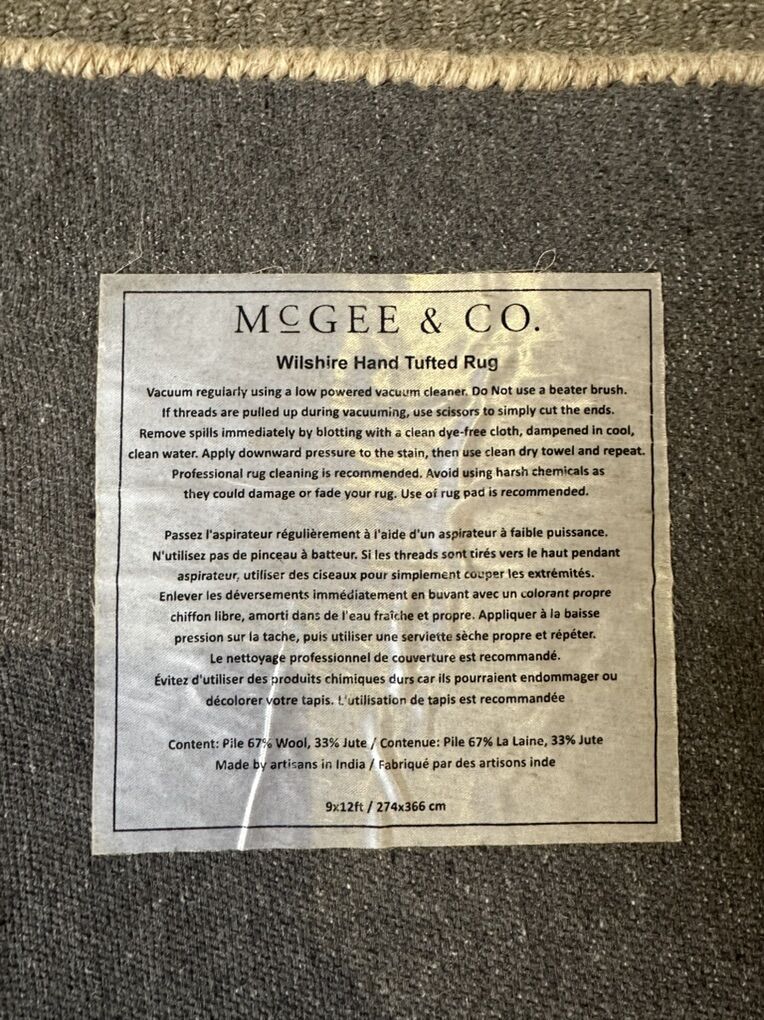 McGEE & CO.
Wilshire Hand Tufted Rug
Vacuum regularly using a low powered vacuum cleaner. Do Not use a beater brush.
If threads are pulled up during vacuuming, use scissors to simply cut the ends.
Remove spills immediately by blotting with a clean dye-free cloth, dampened in cool,
clean water. Apply downward pressure to the stain, then use clean dry towel and repeat.
Professional rug cleaning is recommended. Avoid using harsh chemicals as
they could damage or fade your rug. Use of rug pad is recommended.
Passez l'aspirateur régulièrement à l'aide d'un aspirateur à faible puissance.
N'utilisez pas de pinceau à batteur. Si les threads sont tirés vers le haut pendant
aspirateur, utiliser des ciseaux pour simplement couper les extrémités.
Enlever les déversements immédiatement en buvant avec un colorant propre
chiffon libre, amorti dans de l'eau fraîche et propre. Appliquer à la baisse
pression sur la tache, puis utiliser une serviette sèche propre et répéter.
Le nettoyage professionnel de couverture est recommandé.
Évitez d'utiliser des produits chimiques durs car ils pourraient endommager ou
décolorer votre tapis. L'utilisation de tapis est recommandée
Content: Pile 67% Wool, 33% Jute / Contenue: Pile 67% La Laine, 33% Jute
Made by artisans in India / Fabriqué par des artisons inde
9x12ft / 274x366 cm